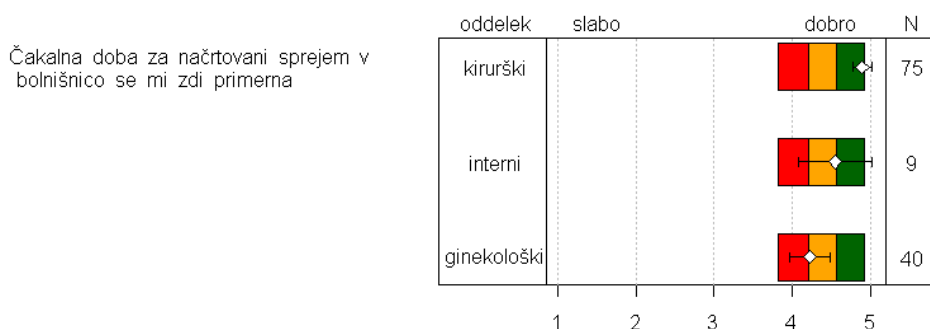 oddelek slabo dobro N
Čakalna doba za načrtovani sprejem v
bolnišnico se mi zdi primerna
kirurški 75
interni 9
ginekološki 40
1 2 3 4 5